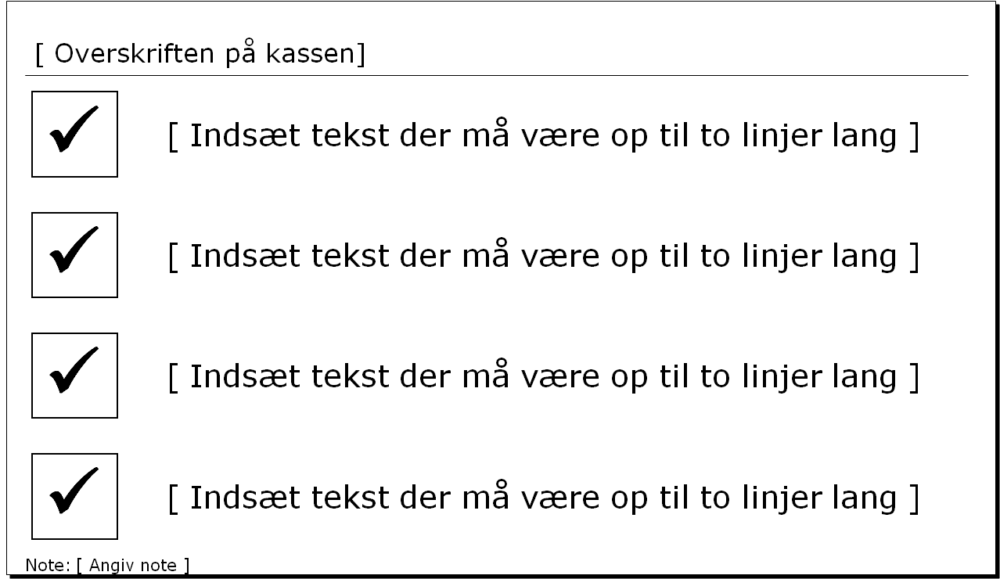 [ Overskriften på kassen]
[ Indsæt tekst der må være op til to linjer lang ]
[ Indsæt tekst der må være op til to linjer lang ]
[ Indsæt tekst der må være op til to linjer lang ]
[ Indsæt tekst der må være op til to linjer lang ]
Note: [ Angiv note ]